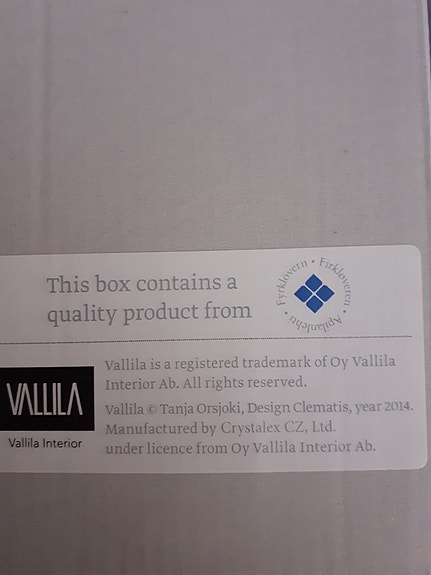 This box contains a
quality product from
Fyrklövern • Firkløveren • Apilanlehti •
Vallila is a registered trademark of Oy Vallila
Interior Ab. All rights reserved.
VALLILA
Vallila Interior
Vallila © Tanja Orsjoki, Design Clematis, year 2014.
Manufactured by Crystalex CZ, Ltd.
under licence from Oy Vallila Interior Ab.